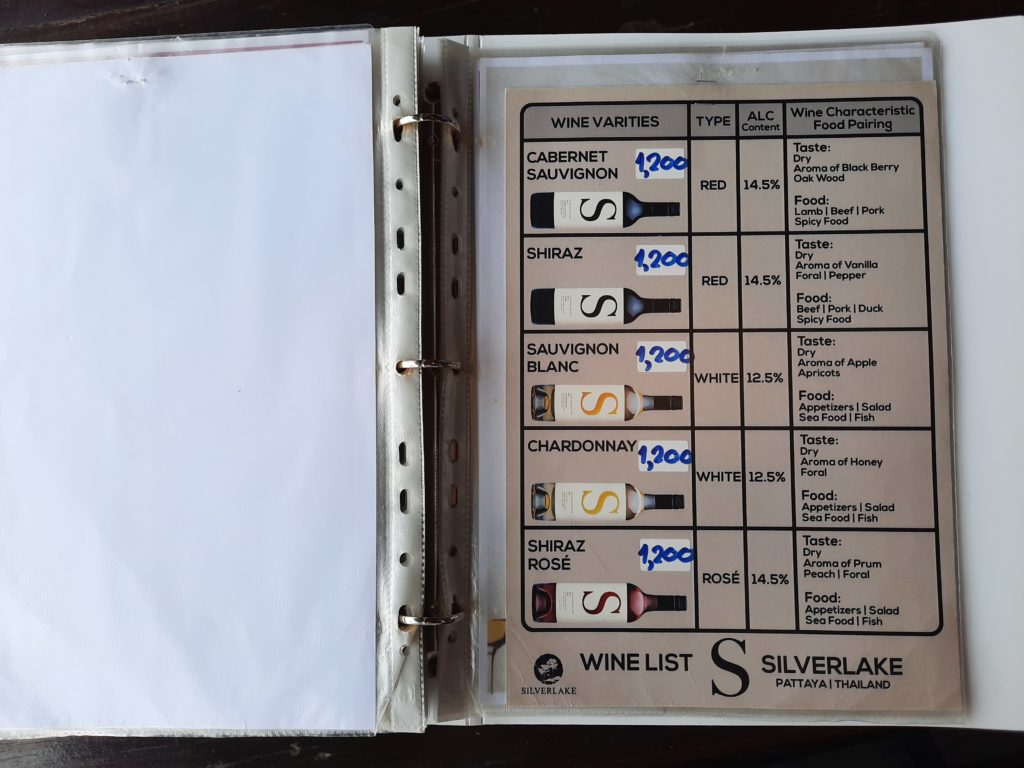 WINE VARITIES TYPE ALC Content Wine Characteristic Food Pairing
CABERNET SAUVIGNON 1,200
S
RED
14.5%
Taste:
Dry
Aroma of Black Berry
Oak Wood
Food:
Lamb | Beef | Pork
Spicy Food
SHIRAZ 1,200
S
RED
14.5%
Taste:
Dry
Aroma of Vanilla
Foral | Pepper
Food:
Beef | Pork | Duck
Spicy Food
SAUVIGNON BLANC 1,200
S
WHITE
12.5%
Taste:
Dry
Aroma of Apple
Apricots
Food:
Appetizers | Salad
Sea Food | Fish
CHARDONNAY 1,200
S
WHITE
12.5%
Taste:
Dry
Aroma of Honey
Foral
Food:
Appetizers | Salad
Sea Food | Fish
SHIRAZ ROSÉ 1,200
S
ROSÉ
14.5%
Taste:
Dry
Aroma of Prum
Peach | Foral
Food:
Appetizers | Salad
Sea Food | Fish
SILVERLAKE
WINE LIST
S
SILVERLAKE
PATTAYA | THAILAND